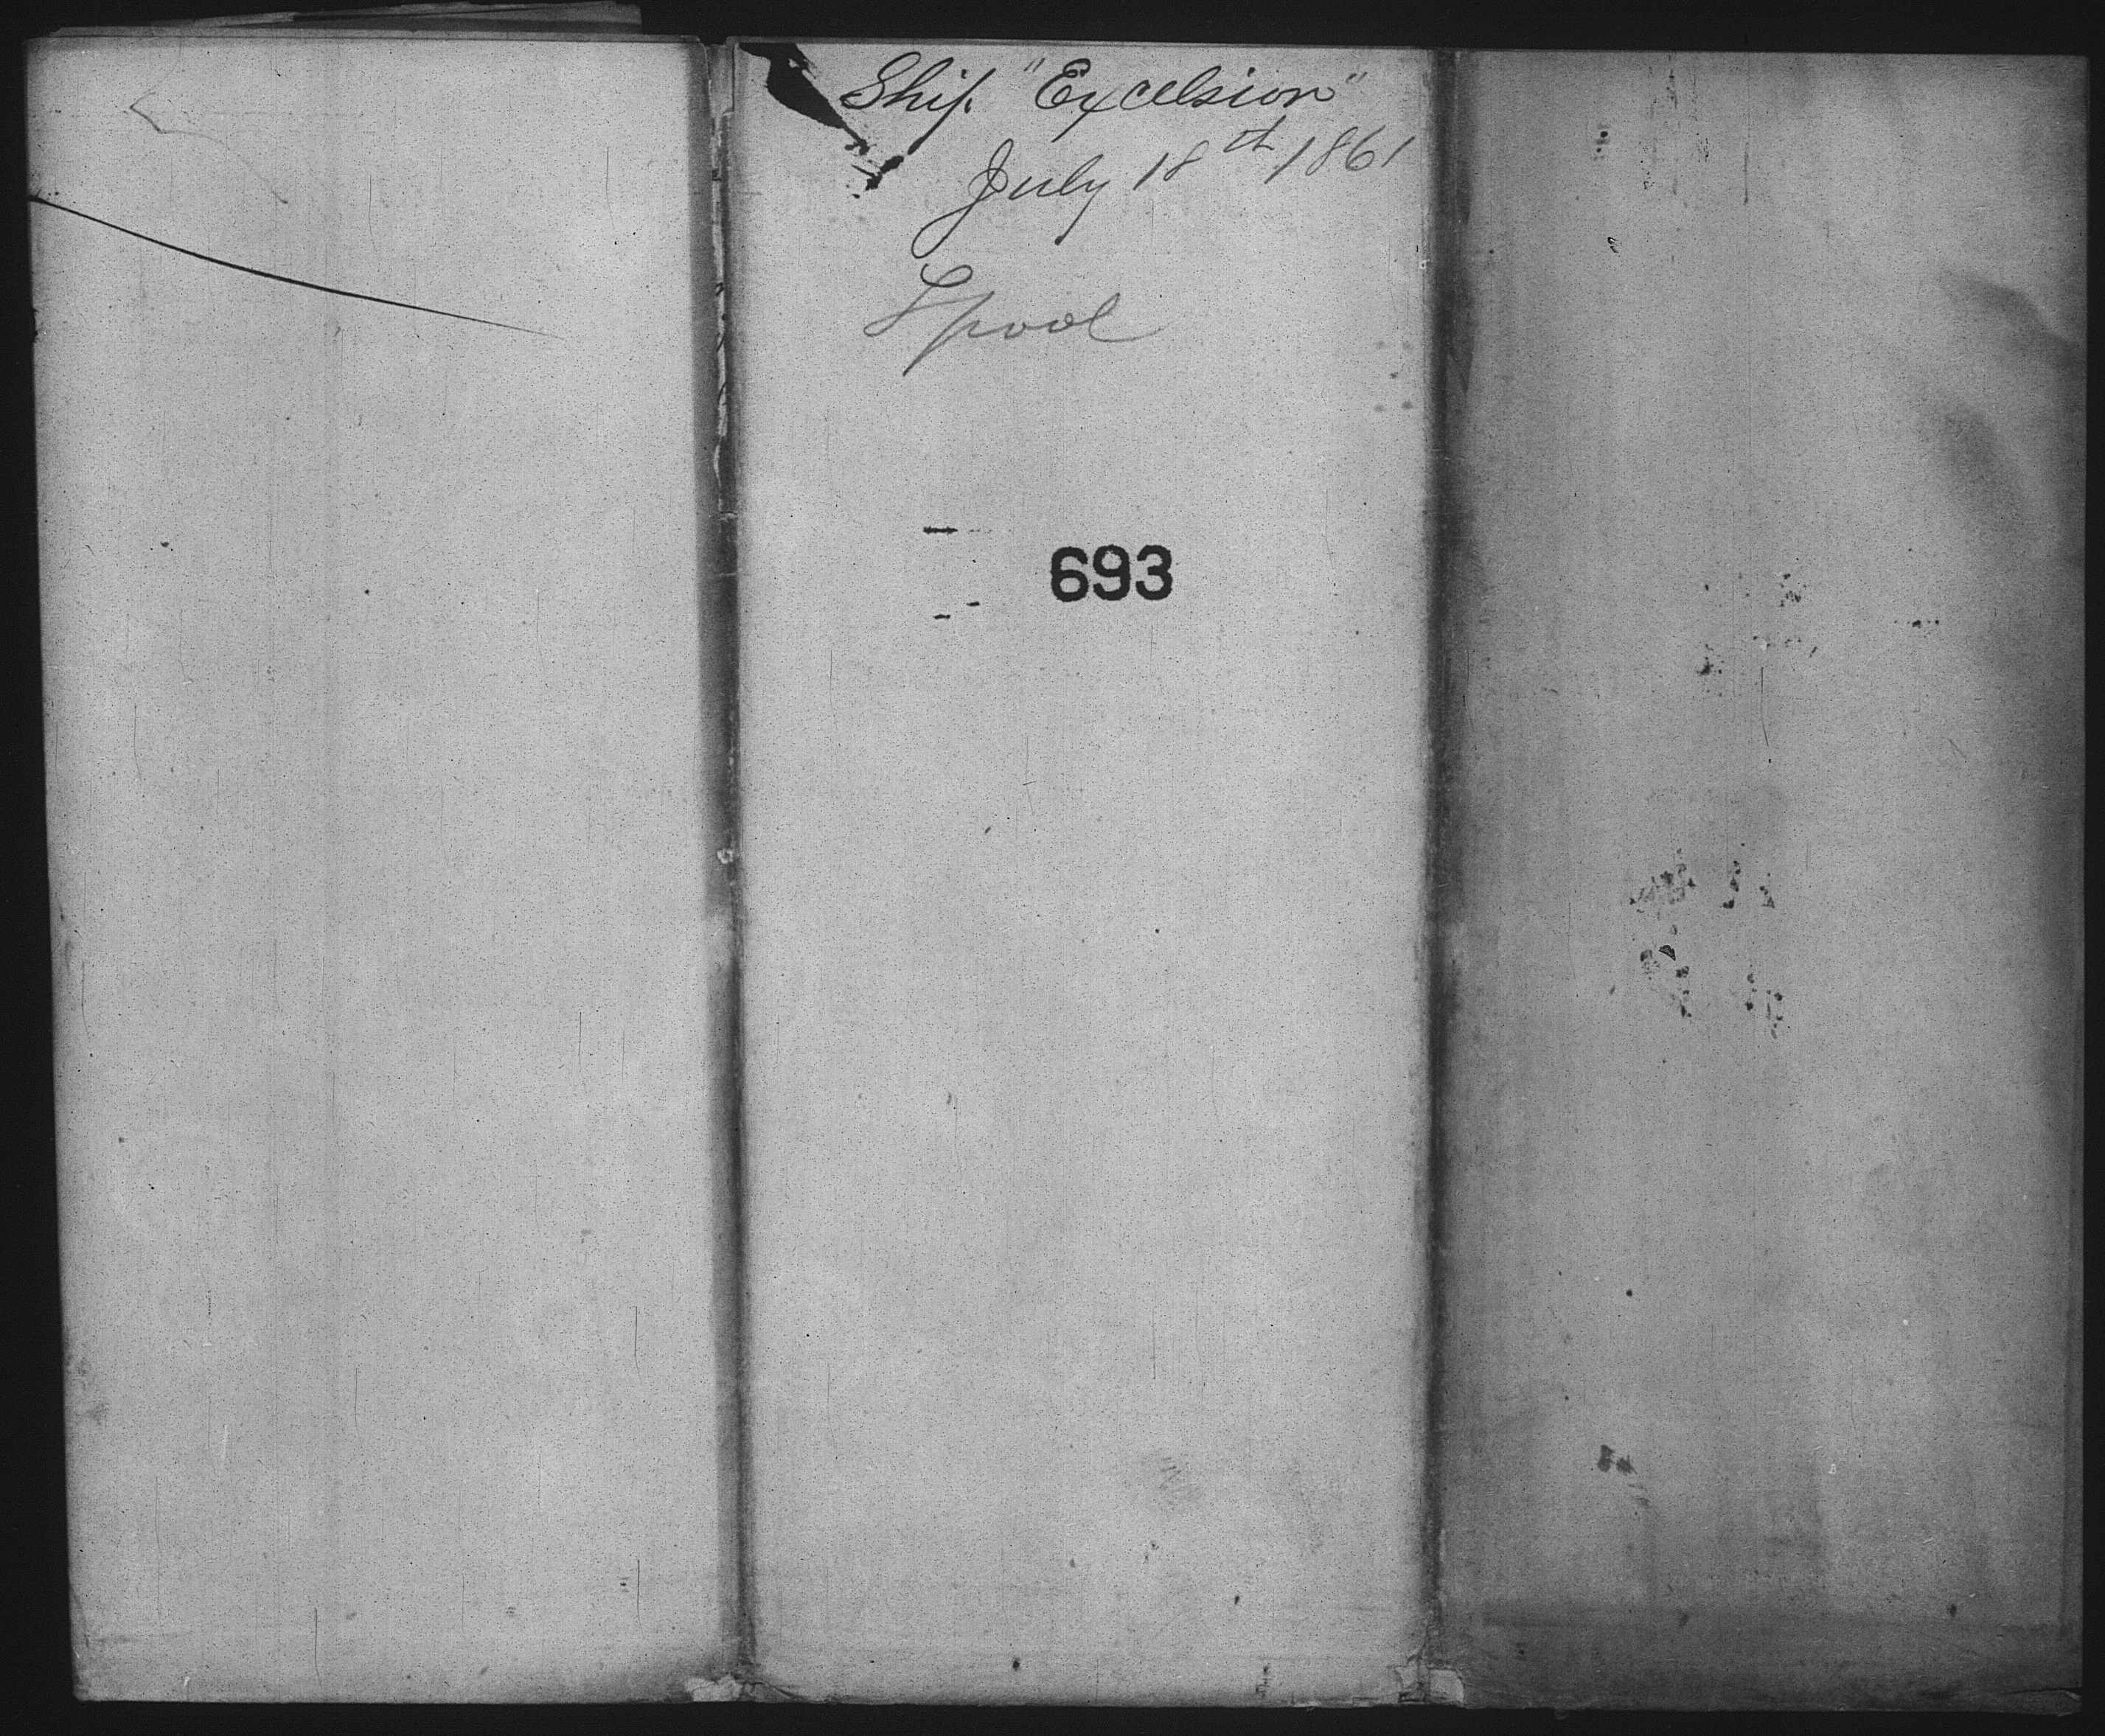 Ship "Excelsior"
July 18th 1861
Lpool
693